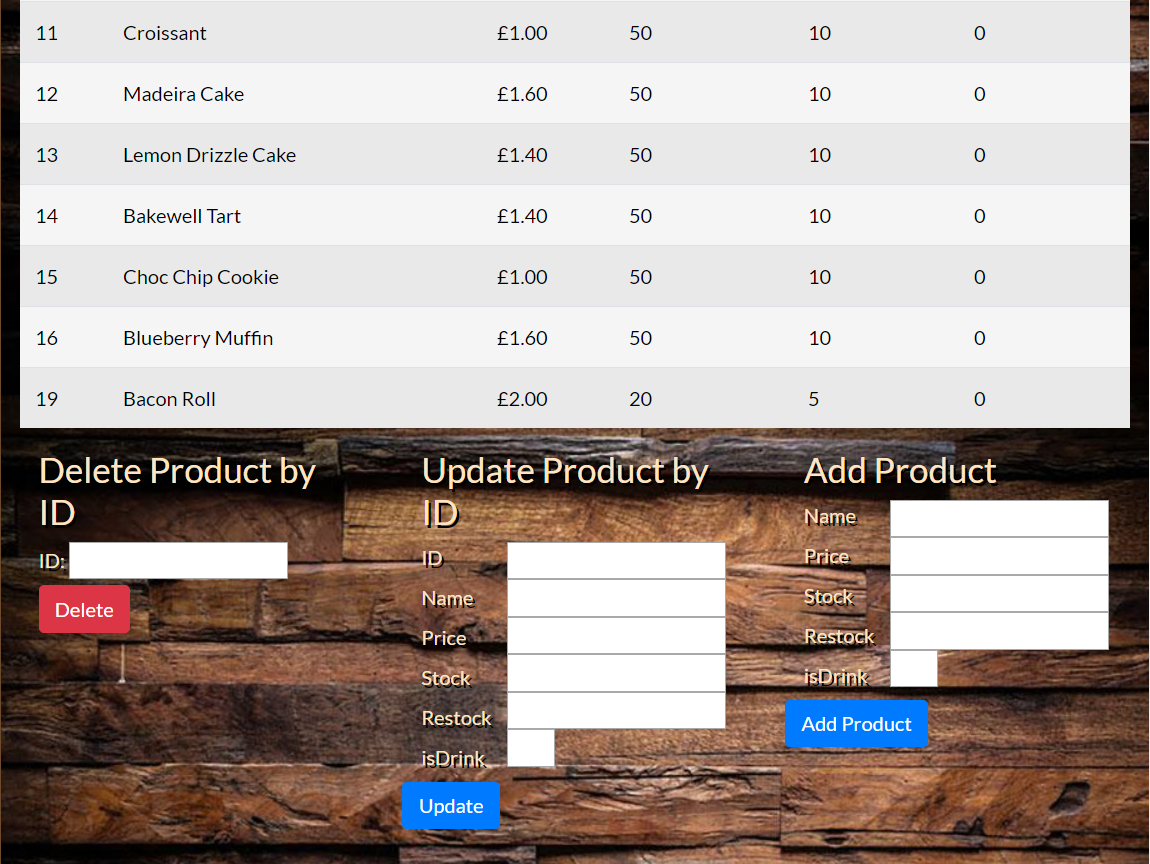 11 Croissant £1.00 50 10 0
12 Madeira Cake £1.60 50 10 0
13 Lemon Drizzle Cake £1.40 50 10 0
14 Bakewell Tart £1.40 50 10 0
15 Choc Chip Cookie £1.00 50 10 0
16 Blueberry Muffin £1.60 50 10 0
19 Bacon Roll £2.00 20 5 0
Delete Product by
ID
ID:
Delete
Update Product by
ID
ID
Name
Price
Stock
Restock
isDrink
Update
Add Product
Name
Price
Stock
Restock
isDrink
Add Product